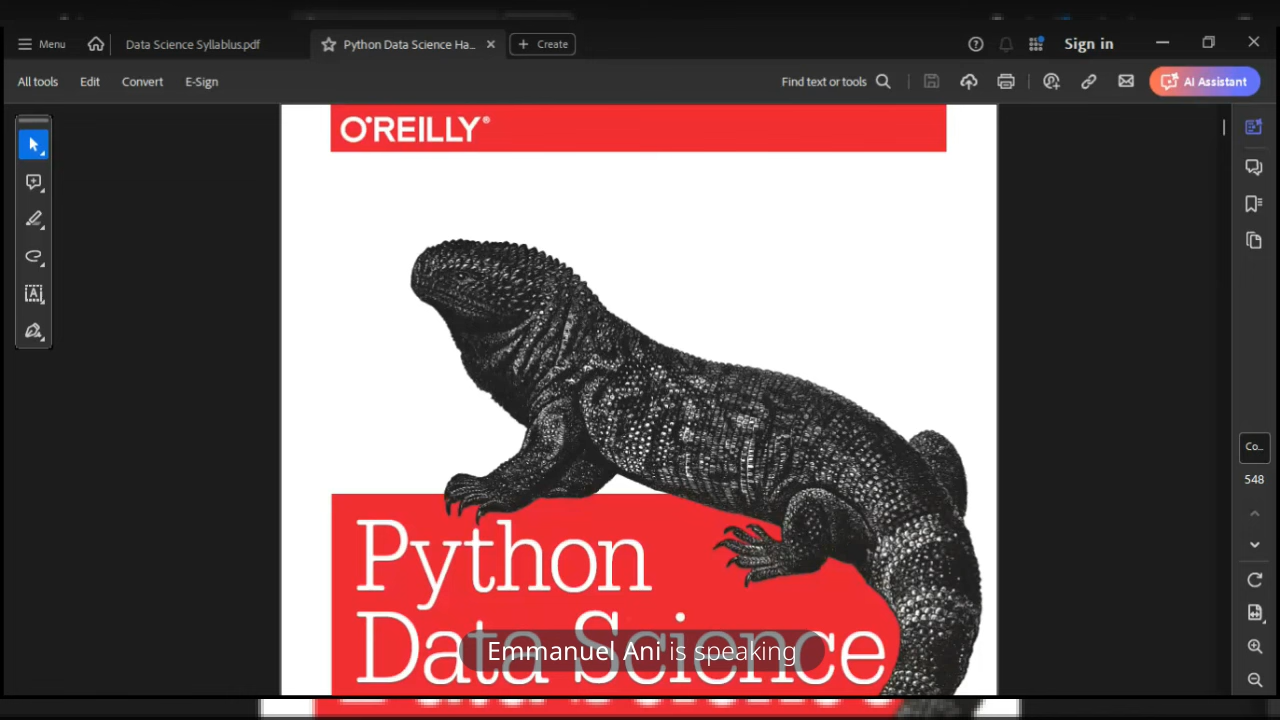 Menu
Data Science Syllablus.pdf
Python Data Science Ha...
Create
Sign in
All tools
Edit
Convert
E-Sign
Find text or tools
AI Assistant
O'REILLY®
Co...
548
Python
Data Science
Emmanuel Ani is speaking